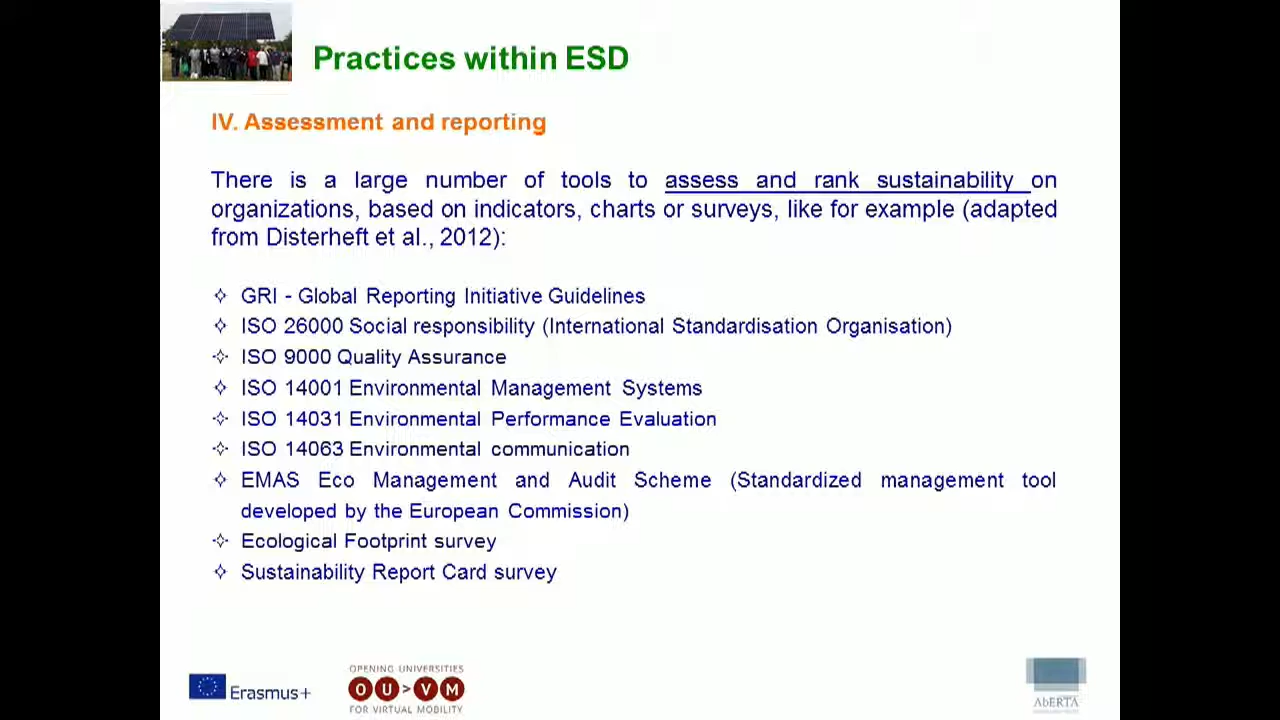 Practices within ESD
IV. Assessment and reporting
There is a large number of tools to assess and rank sustainability on
organizations, based on indicators, charts or surveys, like for example (adapted
from Disterheft et al., 2012):
GRI - Global Reporting Initiative Guidelines
ISO 26000 Social responsibility (International Standardisation Organisation)
ISO 9000 Quality Assurance
ISO 14001 Environmental Management Systems
ISO 14031 Environmental Performance Evaluation
ISO 14063 Environmental communication
EMAS Eco Management and Audit Scheme (Standardized management tool
developed by the European Commission)
Ecological Footprint survey
Sustainability Report Card survey
Erasmus+
OPENING UNIVERSITIES
OU>VM
FOR VIRTUAL MOBILITY
AbERTA